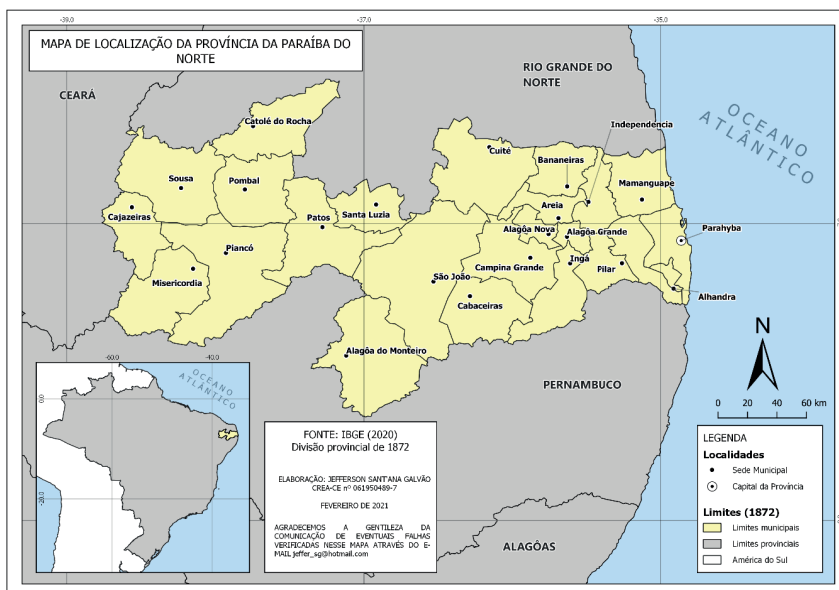 -39.0
-37.0
-35.0
MAPA DE LOCALIZAÇÃO DA PROVÍNCIA DA PARAÍBA DO
NORTE
CEARÁ
RIO GRANDE DO
NORTE
OCEANO
ATLÂNTICO
Catolé do Rocha
Independência
Cuité
Bananeiras
Sousa
Pombal
Mamanguape
Cajazeiras
Patos
Santa Luzia
Areia
Alagôa Nova
Alagôa Grande
Parahyba
Piancó
Misericordia
São João
Campina Grande
Ingá
Pilar
Cabaceiras
Alhandra
Alagôa do Monteiro
PERNAMBUCO
ALAGÔAS
N
0 20 40 60 km
-60.0
-40.0
OCEANO
ATLÂNTICO
0.0
-20.0
FONTE: IBGE (2020)
Divisão provincial de 1872
ELABORAÇÃO: JEFFERSON SANT'ANA GALVÃO
CREA-CE nº 061950489-7
FEVEREIRO DE 2021
AGRADECEMOS A GENTILEZA DA
COMUNICAÇÃO DE EVENTUAIS FALHAS
VERIFICADAS NESSE MAPA ATRAVÉS DO E-
MAIL jeffer_sg@hotmail.com
LEGENDA
Localidades
Sede Municipal
Capital da Província
Limites (1872)
Limites municipais
Limites provinciais
América do Sul